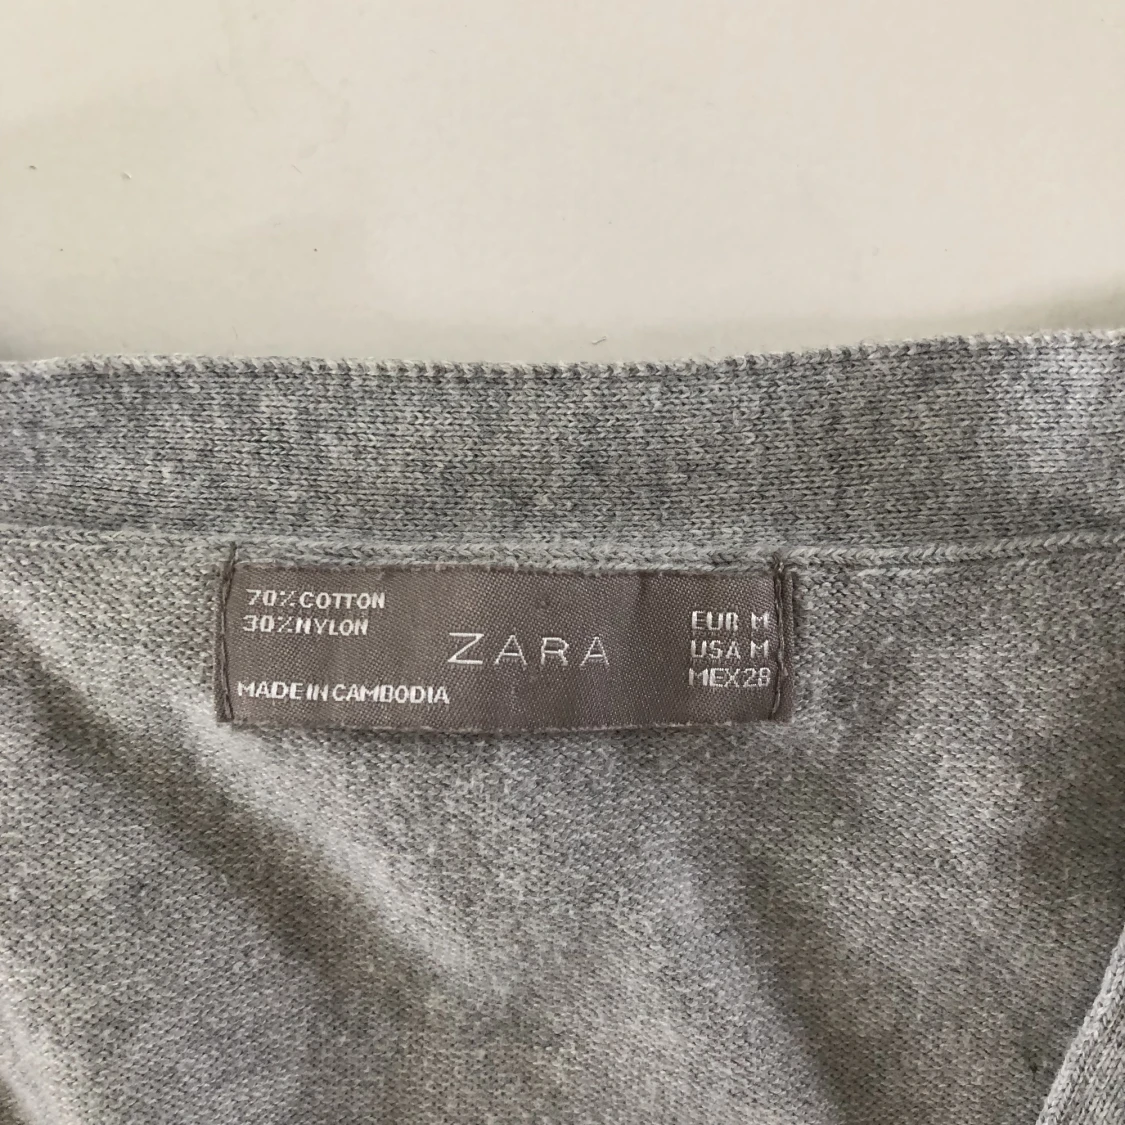 70%COTTON
30%NYLON
MADE IN CAMBODIA
ZARA
EUR M
USA M
MEX 28